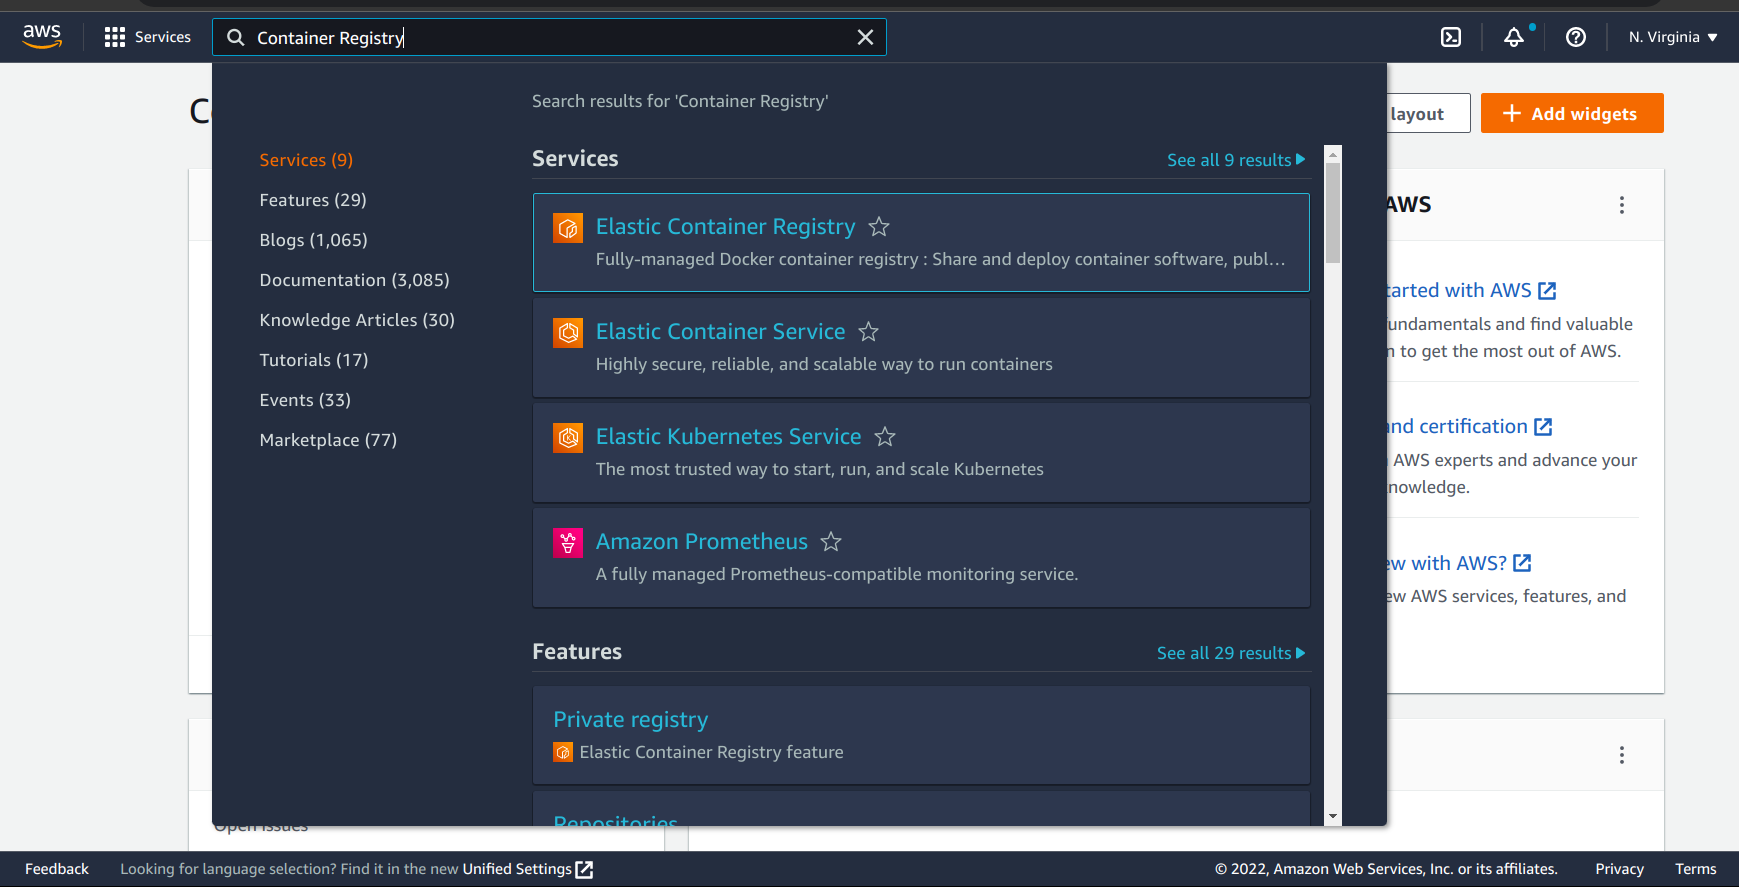 aws
Services
Container Registry
N. Virginia
Search results for 'Container Registry'
layout
Add widgets
Services (9)
Features (29)
Blogs (1,065)
Documentation (3,085)
Knowledge Articles (30)
Tutorials (17)
Events (33)
Marketplace (77)
Services
See all 9 results
Elastic Container Registry
Fully-managed Docker container registry : Share and deploy container software, publ...
Elastic Container Service
Highly secure, reliable, and scalable way to run containers
Elastic Kubernetes Service
The most trusted way to start, run, and scale Kubernetes
Amazon Prometheus
A fully managed Prometheus-compatible monitoring service.
Features
See all 29 results
Private registry
Elastic Container Registry feature
Repositories
AWS
tarted with AWS
undamentals and find valuable
n to get the most out of AWS.
and certification
AWS experts and advance your
knowledge.
ew with AWS?
ew AWS services, features, and
Open issues
Feedback
Looking for language selection? Find it in the new Unified Settings
© 2022, Amazon Web Services, Inc. or its affiliates.
Privacy
Terms